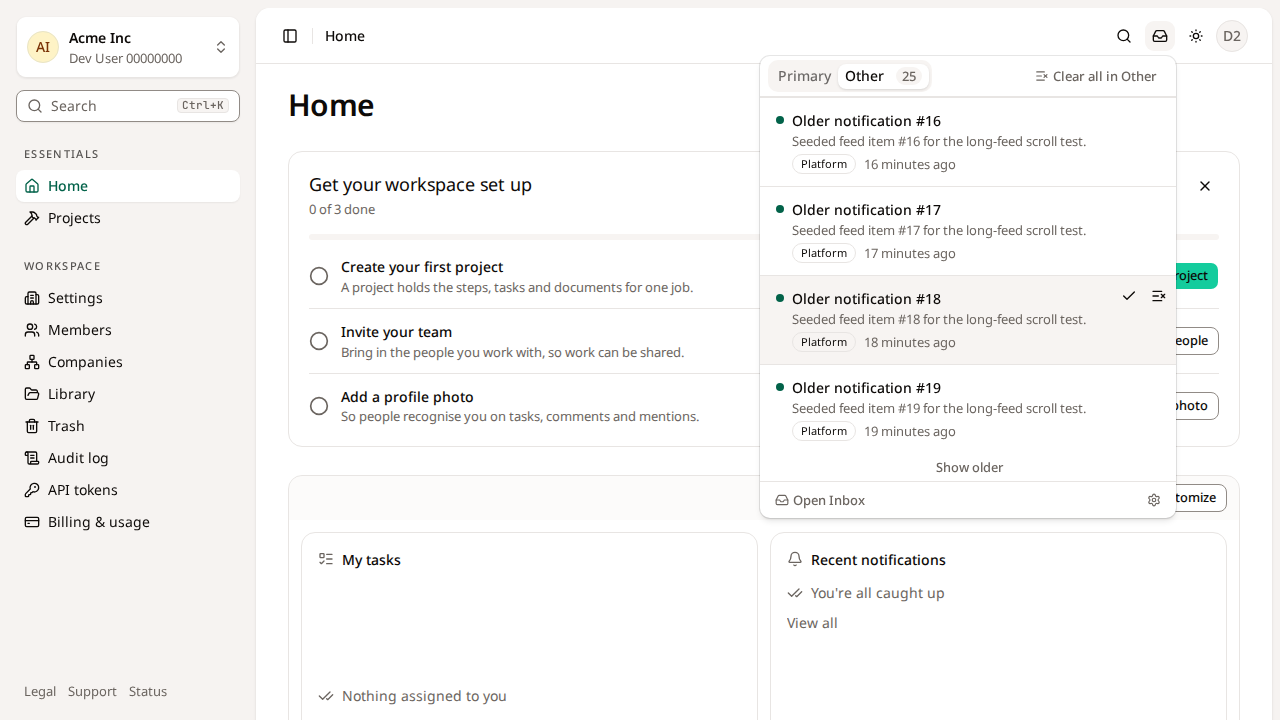 AI
Acme Inc
Dev User 00000000
Search
Ctrl+K
ESSENTIALS
Home
Projects
WORKSPACE
Settings
Members
Companies
Library
Trash
Audit log
API tokens
Billing & usage
Legal Support Status
Home
D2
Home
Get your workspace set up
0 of 3 done
Create your first project
A project holds the steps, tasks and documents for one job.
roject
Invite your team
Bring in the people you work with, so work can be shared.
eople
Add a profile photo
So people recognise you on tasks, comments and mentions.
photo
Primary Other 25
Clear all in Other
Older notification #16
Seeded feed item #16 for the long-feed scroll test.
Platform 16 minutes ago
Older notification #17
Seeded feed item #17 for the long-feed scroll test.
Platform 17 minutes ago
Older notification #18
Seeded feed item #18 for the long-feed scroll test.
Platform 18 minutes ago
Older notification #19
Seeded feed item #19 for the long-feed scroll test.
Platform 19 minutes ago
Show older
Open Inbox
tomize
My tasks
Nothing assigned to you
Recent notifications
You're all caught up
View all